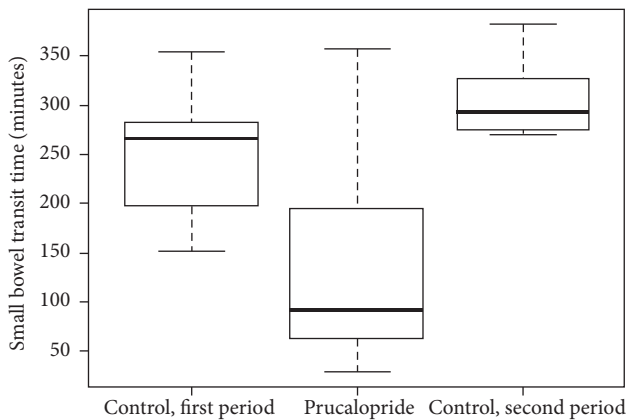 Small bowel transit time (minutes)
350
300
250
200
150
100
50
Control, first period
Prucalopride
Control, second period